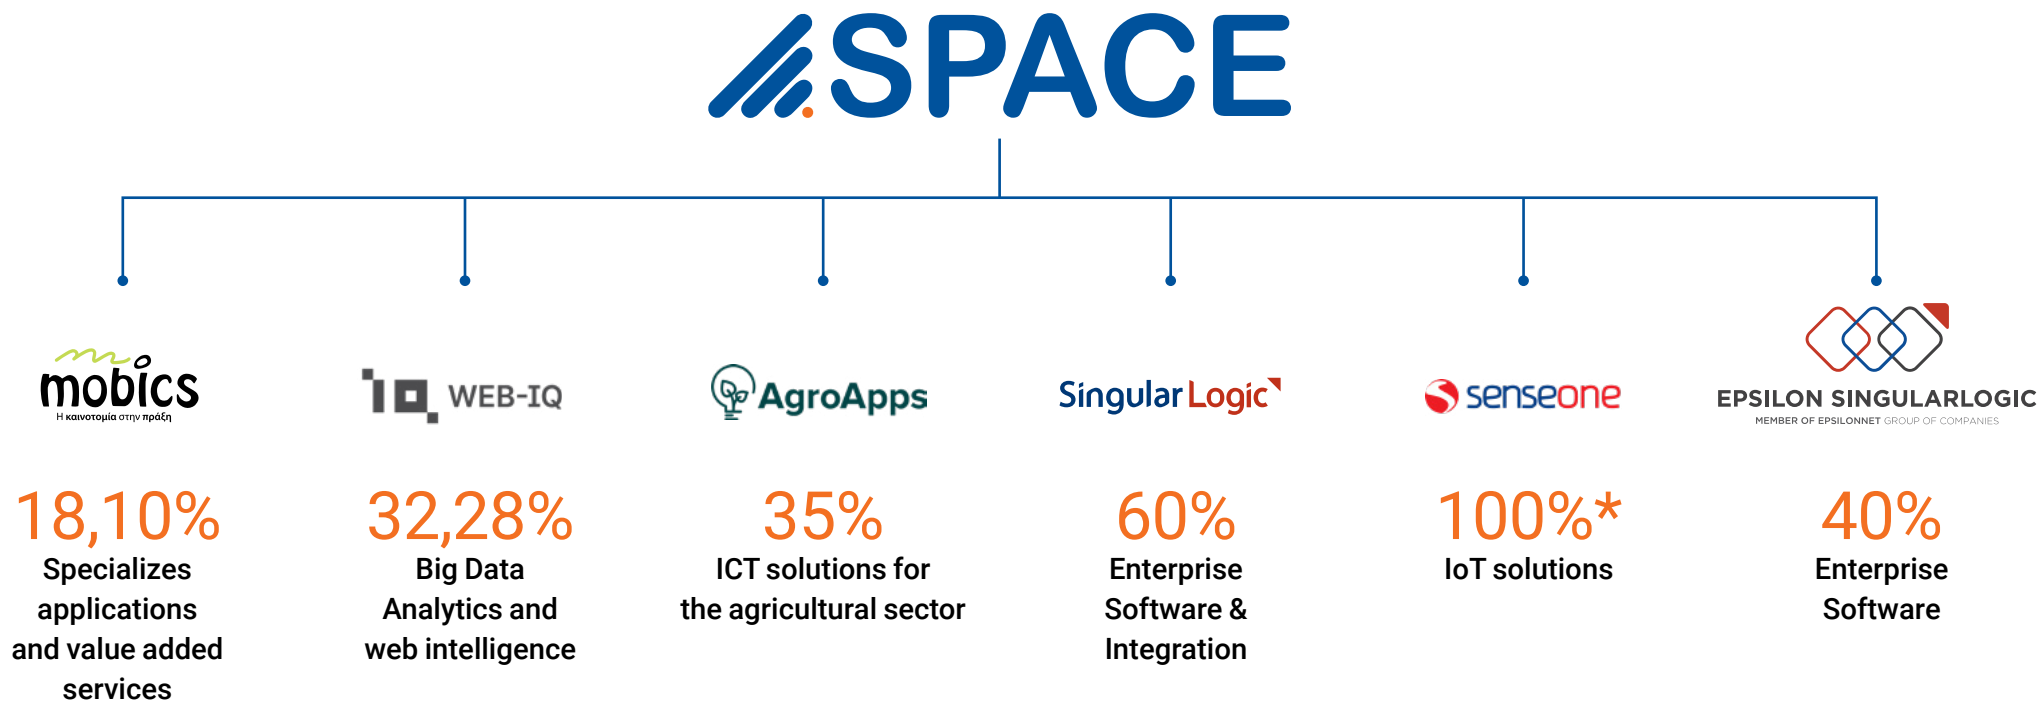 SPACE
mobics
Η καινοτομία στην πράξη
18,10%
Specializes
applications
and value added
services
IQ WEB-IQ
32,28%
Big Data
Analytics and
web intelligence
AgroApps
35%
ICT solutions for
the agricultural sector
SingularLogic
60%
Enterprise
Software &
Integration
senseone
100%*
IoT solutions
EPSILON SINGULARLOGIC
MEMBER OF EPSILONNET GROUP OF COMPANIES
40%
Enterprise
Software